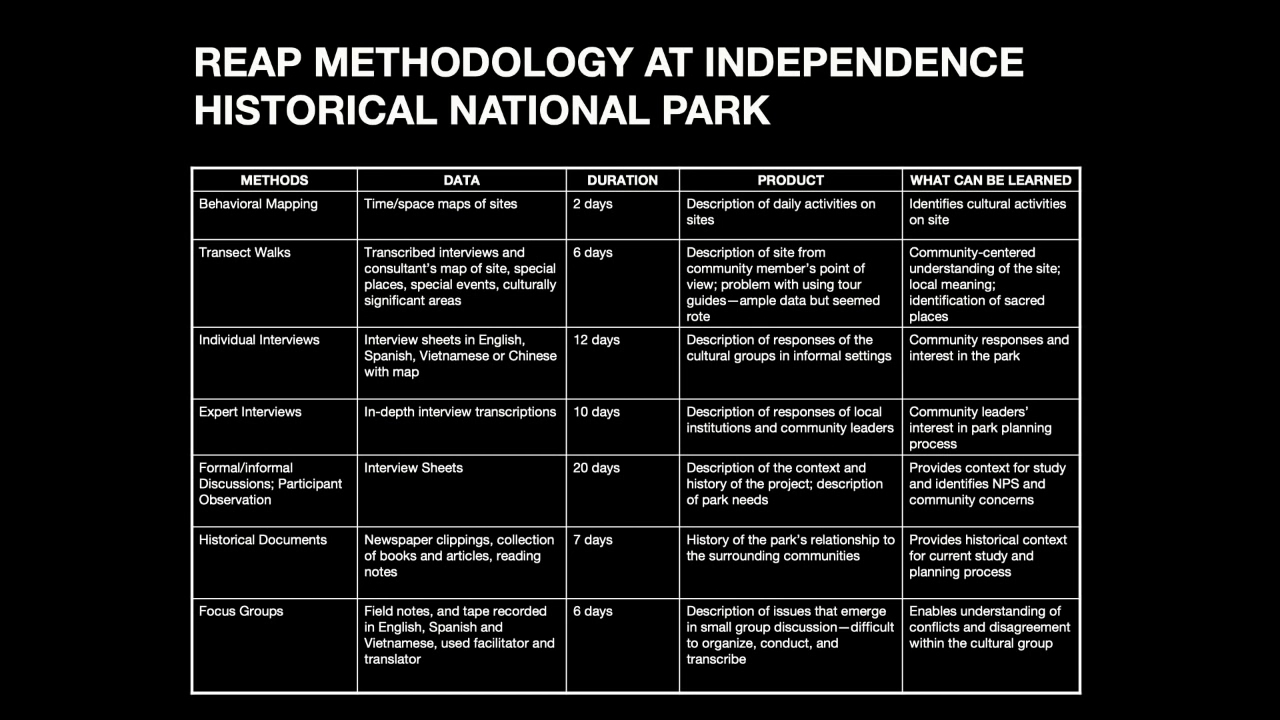 REAP METHODOLOGY AT INDEPENDENCE
HISTORICAL NATIONAL PARK
METHODS DATA DURATION PRODUCT WHAT CAN BE LEARNED
Behavioral Mapping
Time/space maps of sites
2 days
Description of daily activities on
sites
Identifies cultural activities
on site
Transect Walks
Transcribed interviews and
consultant's map of site, special
places, special events, culturally
significant areas
6 days
Description of site from
community member's point of
view; problem with using tour
guides—ample data but seemed
rote
Community-centered
understanding of the site;
local meaning;
identification of sacred
places
Individual Interviews
Interview sheets in English,
Spanish, Vietnamese or Chinese
with map
12 days
Description of responses of the
cultural groups in informal settings
Community responses and
interest in the park
Expert Interviews
In-depth interview transcriptions
10 days
Description of responses of local
institutions and community leaders
Community leaders'
interest in park planning
process
Formal/informal
Discussions; Participant
Observation
Interview Sheets
20 days
Description of the context and
history of the project; description
of park needs
Provides context for study
and identifies NPS and
community concerns
Historical Documents
Newspaper clippings, collection
of books and articles, reading
notes
7 days
History of the park's relationship to
the surrounding communities
Provides historical context
for current study and
planning process
Focus Groups
Field notes, and tape recorded
in English, Spanish and
Vietnamese, used facilitator and
translator
6 days
Description of issues that emerge
in small group discussion—difficult
to organize, conduct, and
transcribe
Enables understanding of
conflicts and disagreement
within the cultural group